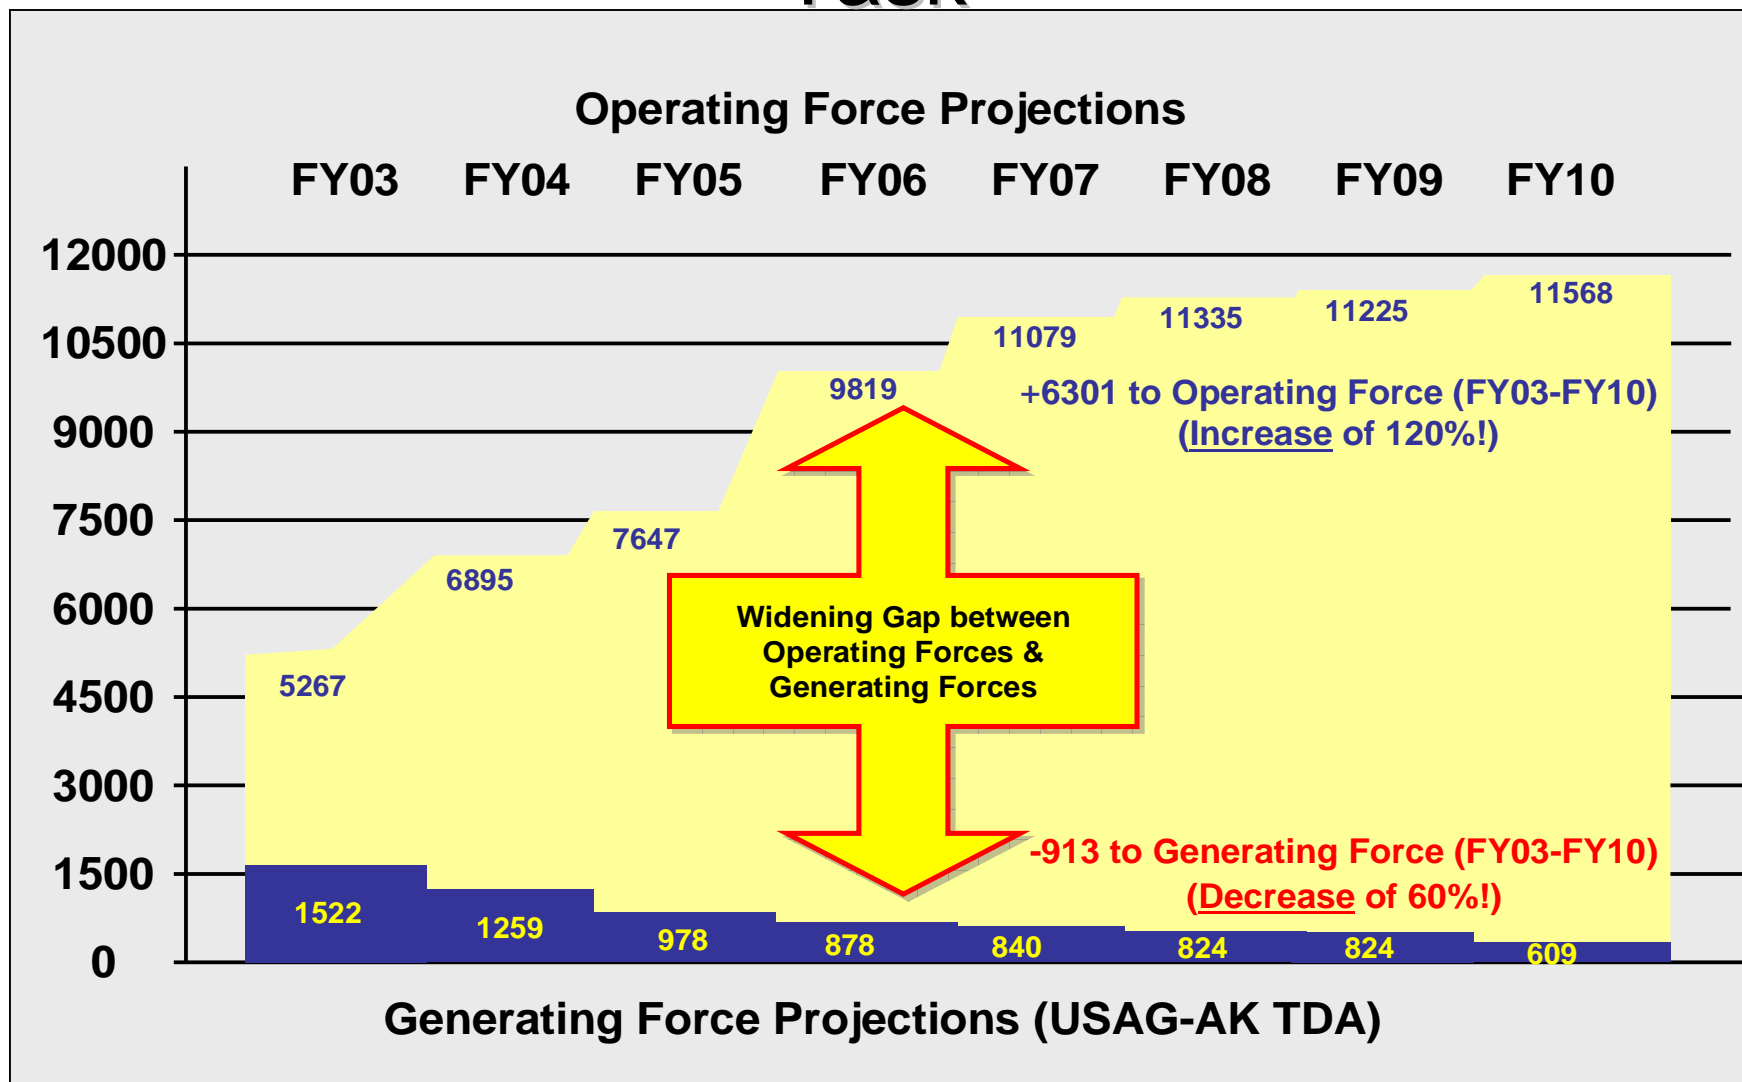 Operating Force Projections
FY03 FY04 FY05 FY06 FY07 FY08 FY09 FY10
12000
10500
9000
7500
6000
4500
3000
1500
0
5267
6895
7647
9819
11079
11335
11225
11568
+6301 to Operating Force (FY03-FY10)
(Increase of 120%!)
Widening Gap between
Operating Forces &
Generating Forces
-913 to Generating Force (FY03-FY10)
(Decrease of 60%!)
1522
1259
978
878
840
824
824
609
Generating Force Projections (USAG-AK TDA)